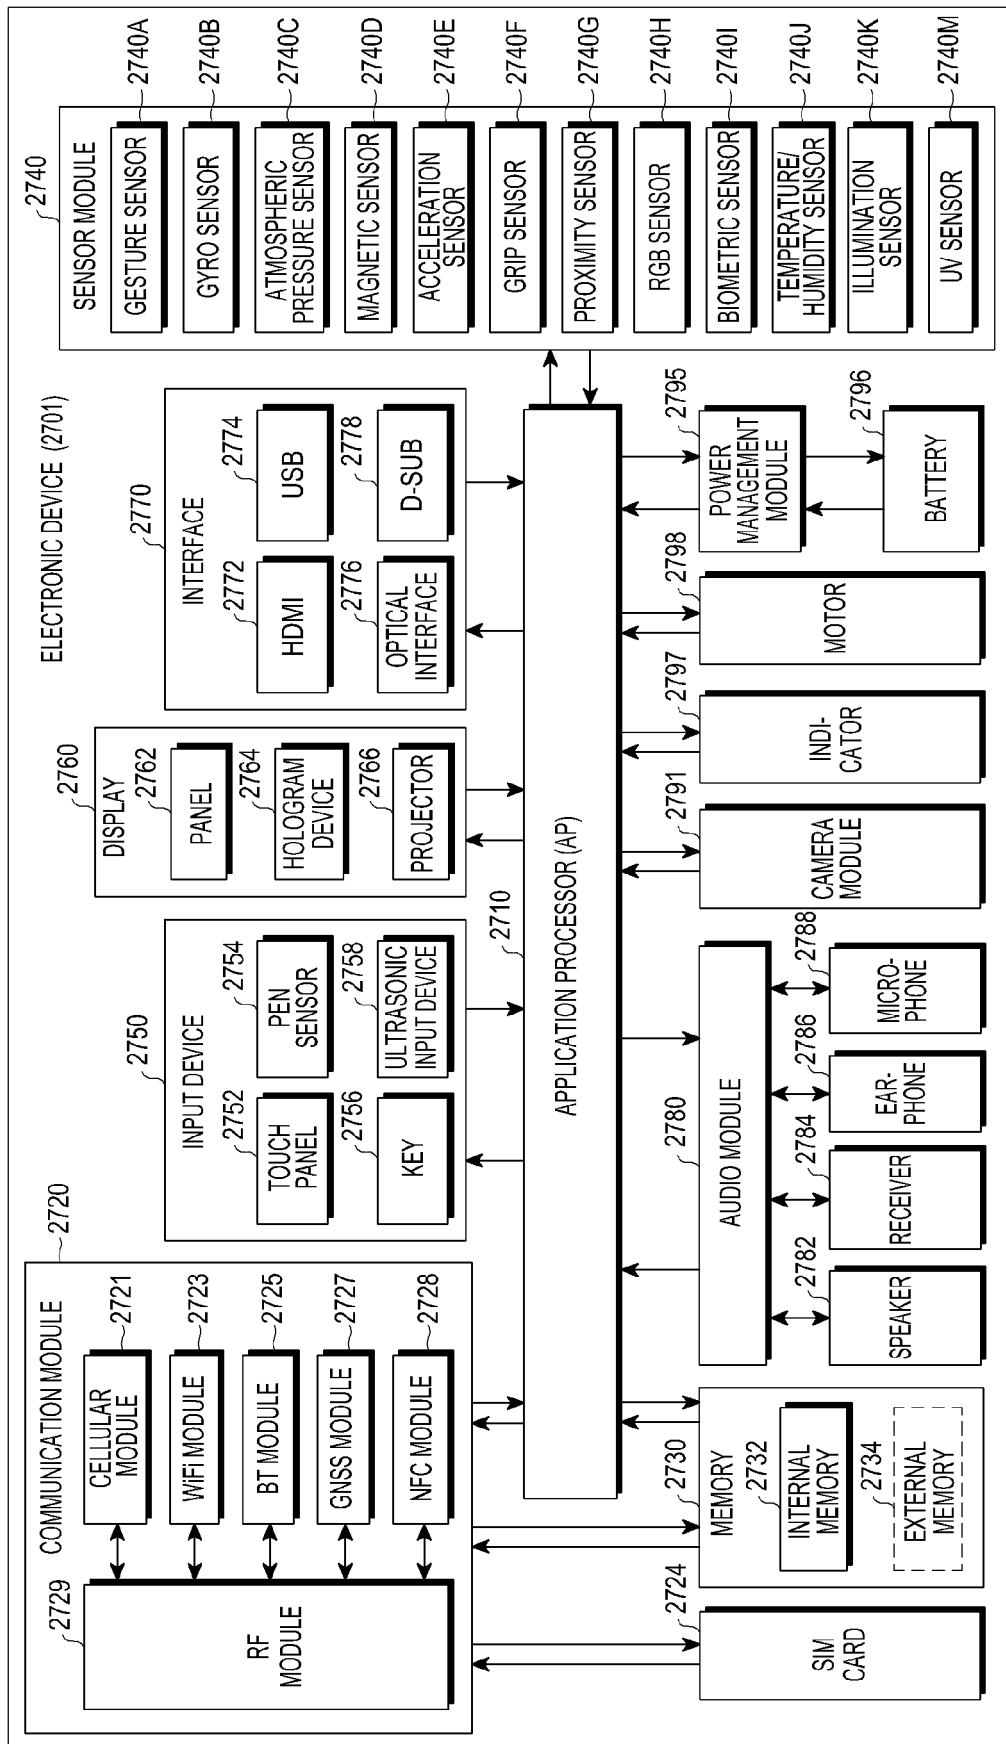 ELECTRONIC DEVICE (2701)
2720
COMMUNICATION MODULE
2729
RF
MODULE
CELLULAR
MODULE
2721
WiFi MODULE
2723
BT MODULE
2725
GNSS MODULE
2727
NFC MODULE
2728
2750
INPUT DEVICE
2752
TOUCH
PANEL
2754
PEN
SENSOR
2756
KEY
2758
ULTRASONIC
INPUT DEVICE
2760
DISPLAY
2762
PANEL
2764
HOLOGRAM
DEVICE
2766
PROJECTOR
2770
INTERFACE
2772
HDMI
2774
USB
2776
OPTICAL
INTERFACE
2778
D-SUB
2740
SENSOR MODULE
GESTURE SENSOR
2740A
GYRO SENSOR
2740B
ATMOSPHERIC
PRESSURE SENSOR
2740C
MAGNETIC SENSOR
2740D
ACCELERATION
SENSOR
2740E
GRIP SENSOR
2740F
PROXIMITY SENSOR
2740G
RGB SENSOR
2740H
BIOMETRIC SENSOR
2740I
TEMPERATURE/
HUMIDITY SENSOR
2740J
ILLUMINATION
SENSOR
2740K
UV SENSOR
2740M
2710
APPLICATION PROCESSOR (AP)
2724
SIM
CARD
2730
MEMORY
2732
INTERNAL
MEMORY
2734
EXTERNAL
MEMORY
2780
AUDIO MODULE
2782
SPEAKER
2784
RECEIVER
2786
EAR-
PHONE
2788
MICRO-
PHONE
2791
CAMERA
MODULE
2797
INDI-
CATOR
2798
MOTOR
2795
POWER
MANAGEMENT
MODULE
2796
BATTERY